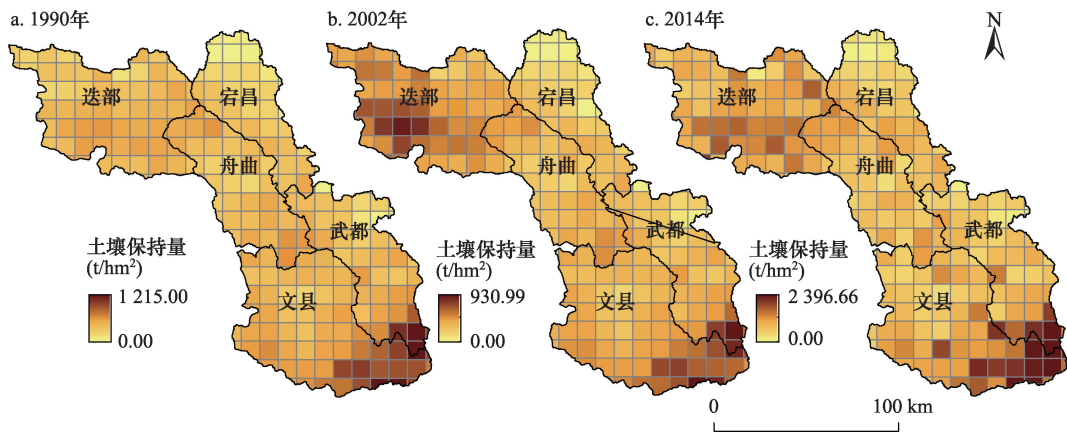 a. 1990年
b. 2002年
c. 2014年
N
迭部
宕昌
舟曲
武都
文县
土壤保持量
(t/hm²)
1 215.00
0.00
迭部
宕昌
舟曲
武都
文县
土壤保持量
(t/hm²)
930.99
0.00
迭部
宕昌
舟曲
武都
文县
土壤保持量
(t/hm²)
2 396.66
0.00
0
100 km